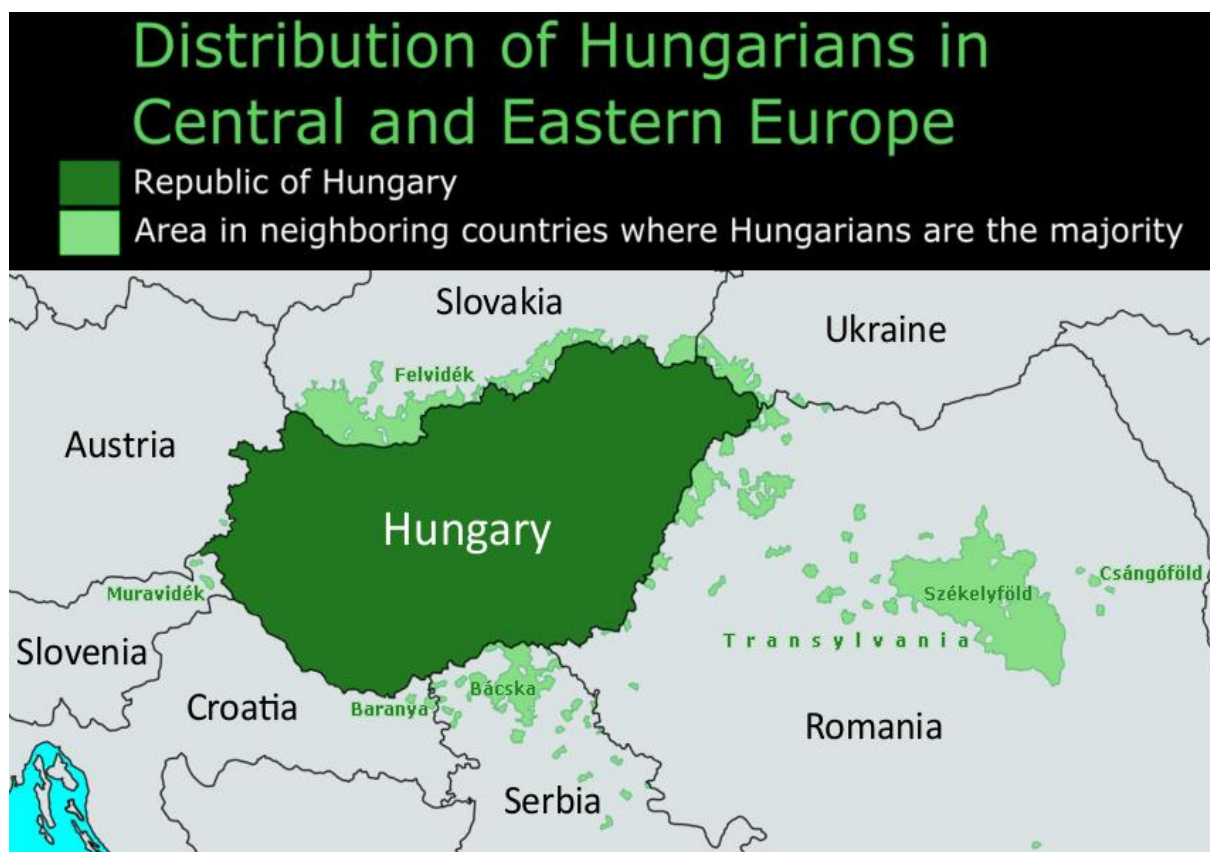 Distribution of Hungarians in
Central and Eastern Europe
Republic of Hungary
Area in neighboring countries where Hungarians are the majority
Slovakia
Ukraine
Felvidék
Austria
Hungary
Muravidék
Székelyföld
Csángóföld
Slovenia
Transylvania
Croatia
Baranya
Bácska
Romania
Serbia